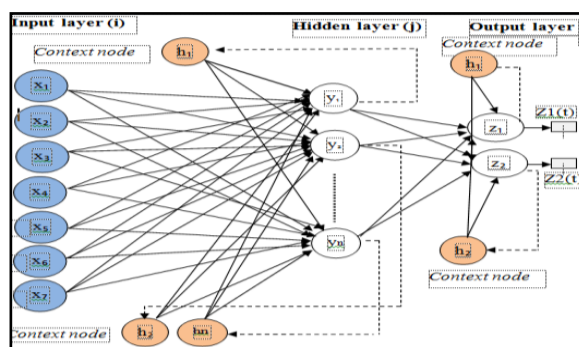 Input layer (i)
Hidden layer (j)
Output layer
Context node
Context node
h₁
h₁
x₁
x₂
x₃
x₄
x₅
x₆
x₇
y₁
y₂
yn
z₁
z₂
Z1(t)
Z2(t
h₂
Context node
Context node
h₂
hn